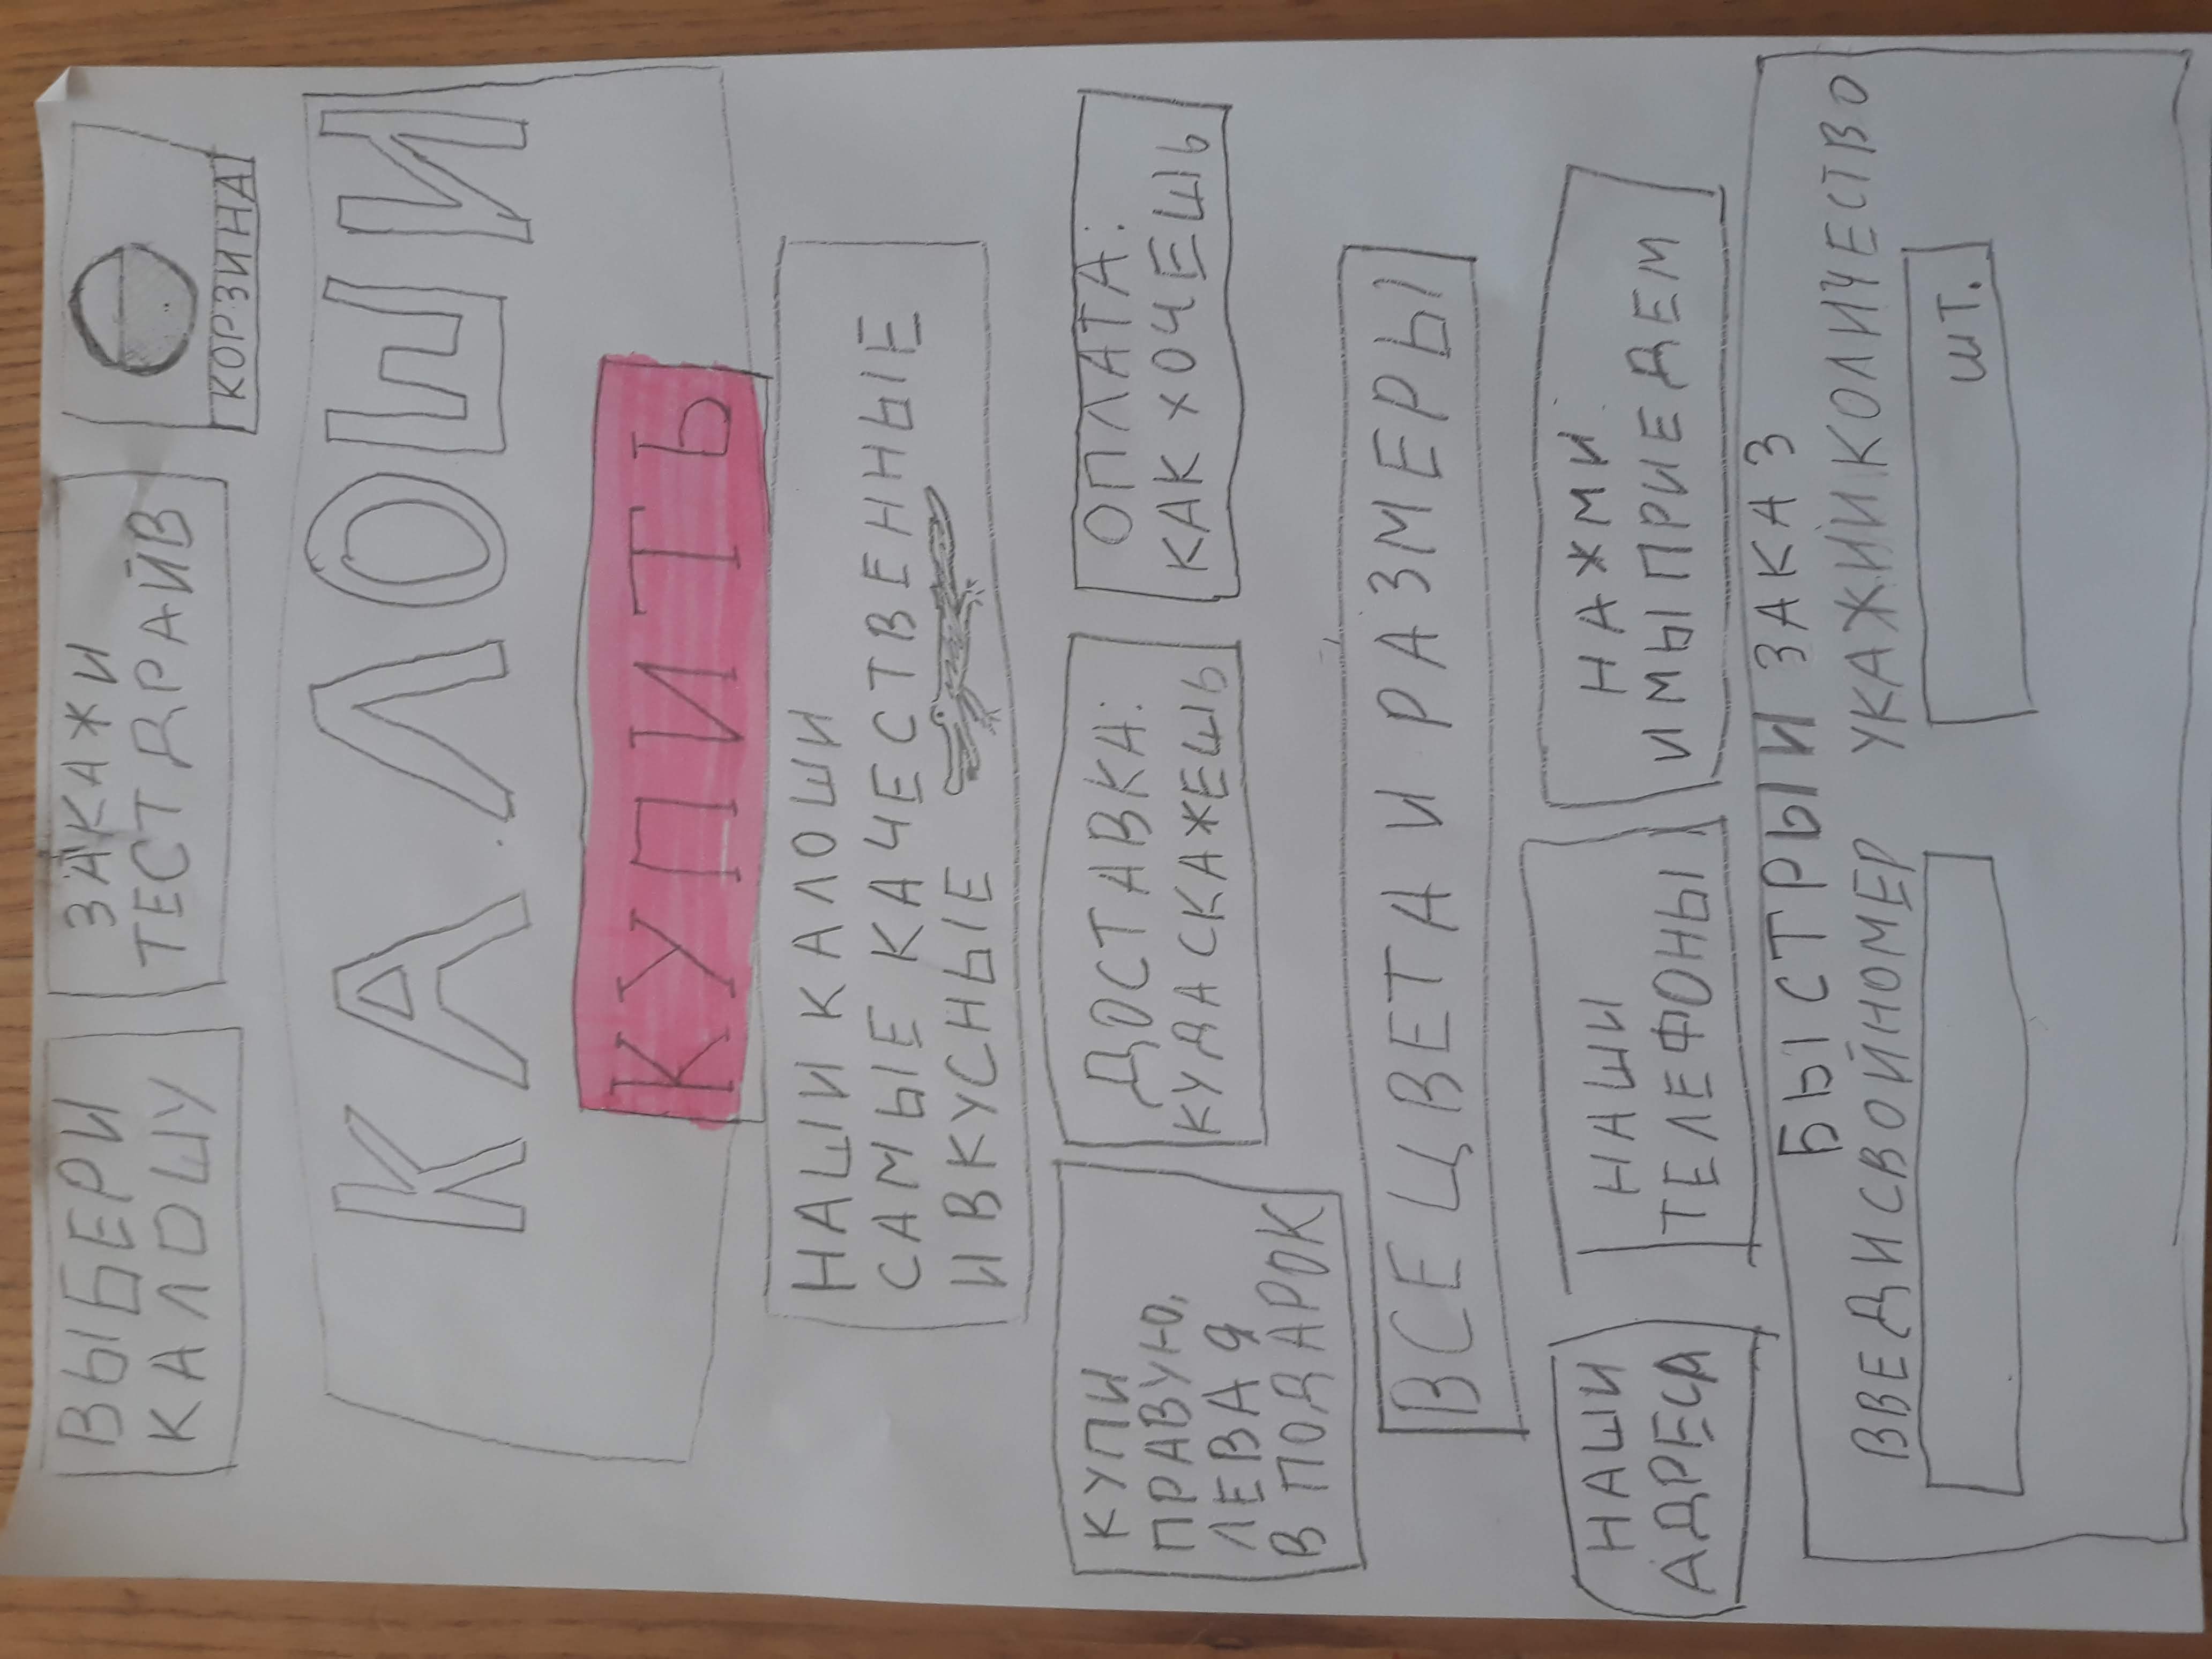 ВЫБЕРИ
КАЛОШУ
ЗАКАЖИ
ТЕСТ ДРАЙВ
КОРЗИНА
КАЛОШИ
КУПИТЬ
НАШИ КАЛОШИ
САМЫЕ КАЧЕСТВЕННЫЕ
И ВКУСНЫЕ
КУПИ
ПРАВУЮ,
ЛЕВАЯ
В ПОДАРОК
ДОСТАВКА:
КУДА СКАЖЕШЬ
ОПЛАТА:
КАК ХОЧЕШЬ
ВСЕ ЦВЕТА И РАЗМЕРЫ
НАШИ
АДРЕСА
НАШИ
ТЕЛЕФОНЫ
НАЖМИ
И МЫ ПРИЕДЕМ
БЫСТРЫИ ЗАКАЗ
ВВЕДИ СВОЙ НОМЕР
УКАЖИ КОЛИЧЕСТВО
ШТ.